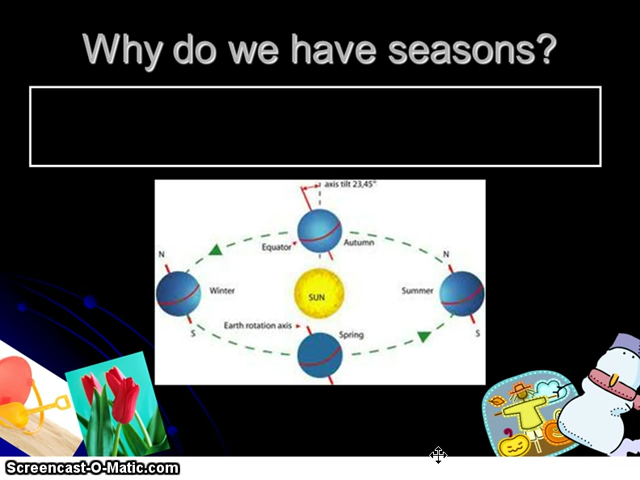 Why do we have seasons?
axis tilt 23,45°
Equator
Autumn
N
N
Winter
SUN
Summer
S
S
Earth rotation axis
Spring
Screencast-O-Matic.com